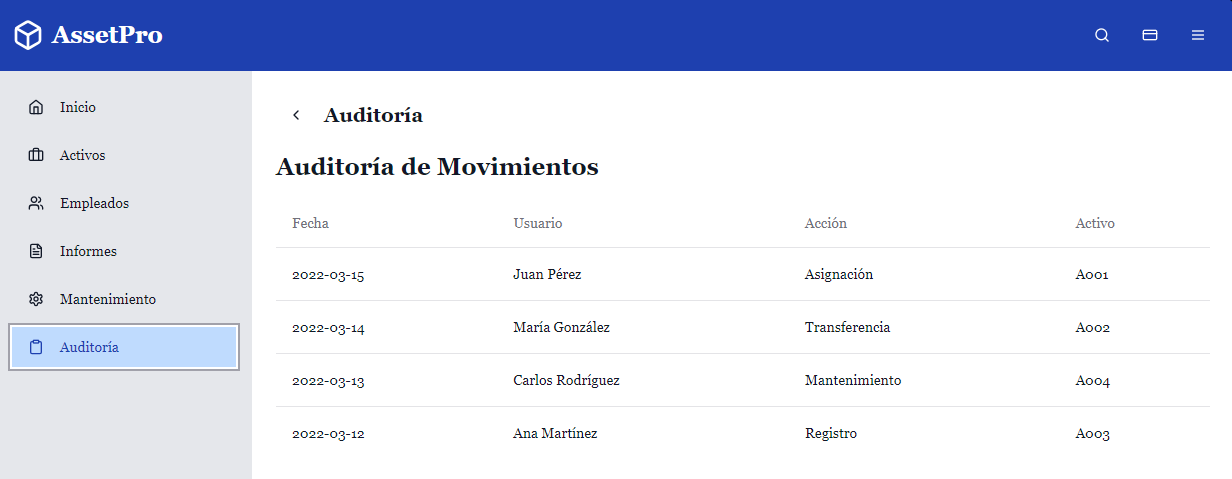 AssetPro
Inicio
Activos
Empleados
Informes
Mantenimiento
Auditoría
Auditoría
Auditoría de Movimientos
Fecha Usuario Acción Activo
2022-03-15 Juan Pérez Asignación A001
2022-03-14 María González Transferencia A002
2022-03-13 Carlos Rodríguez Mantenimiento A004
2022-03-12 Ana Martínez Registro A003